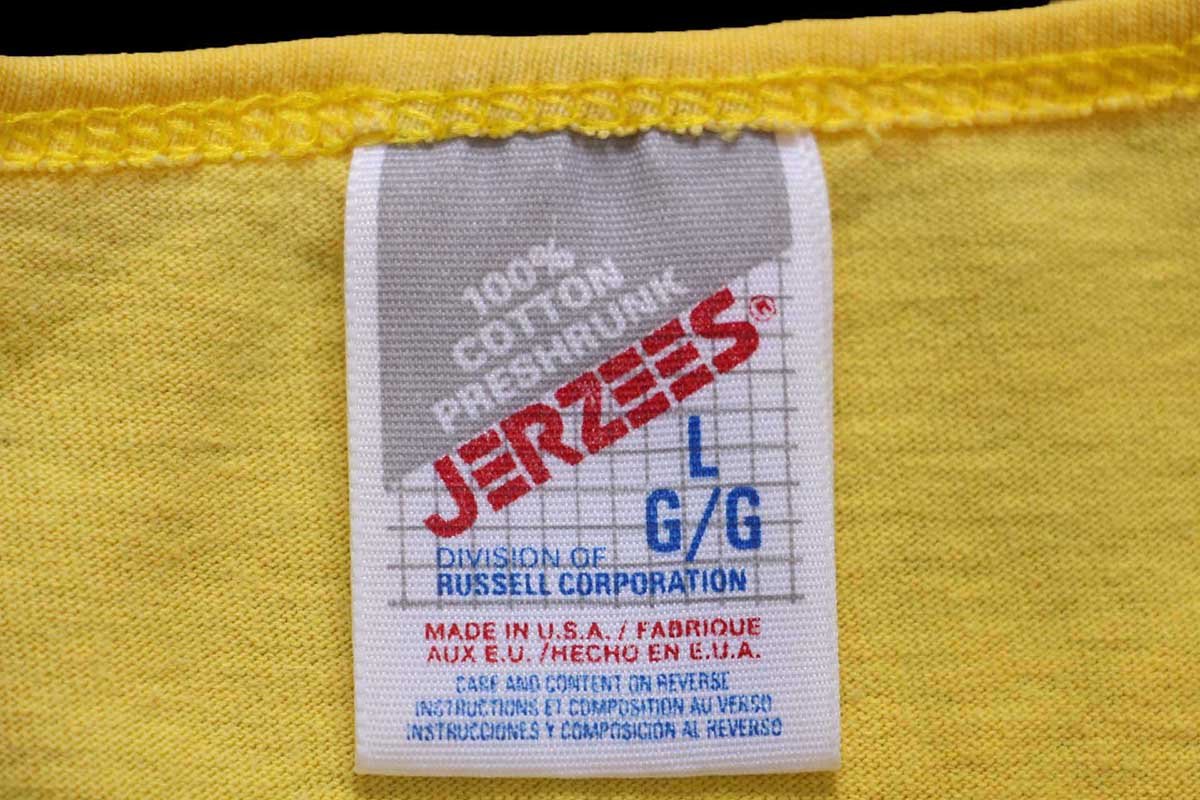 100%
COTTON
PRESHRUNK
JERZEES®
L
G/G
DIVISION OF
RUSSELL CORPORATION
MADE IN U.S.A. / FABRIQUE
AUX E.U. /HECHO EN E.U.A.
CARE AND CONTENT ON REVERSE
INSTRUCTIONS ET COMPOSITION AU VERSO
INSTRUCCIONES Y COMPOSICION AL REVERSO